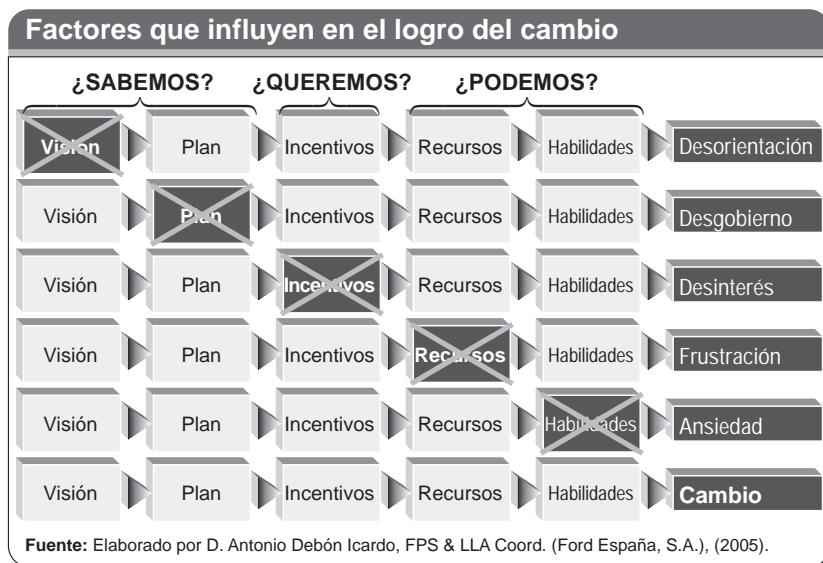 Factores que influyen en el logro del cambio
¿SABEMOS? ¿QUEREMOS? ¿PODEMOS?
Visión Plan Incentivos Recursos Habilidades Desorientación
Visión Plan Incentivos Recursos Habilidades Desgobierno
Visión Plan Incentivos Recursos Habilidades Desinterés
Visión Plan Incentivos Recursos Habilidades Frustración
Visión Plan Incentivos Recursos Habilidades Ansiedad
Visión Plan Incentivos Recursos Habilidades Cambio
Fuente: Elaborado por D. Antonio Debón Icardo, FPS & LLA Coord. (Ford España, S.A.), (2005).